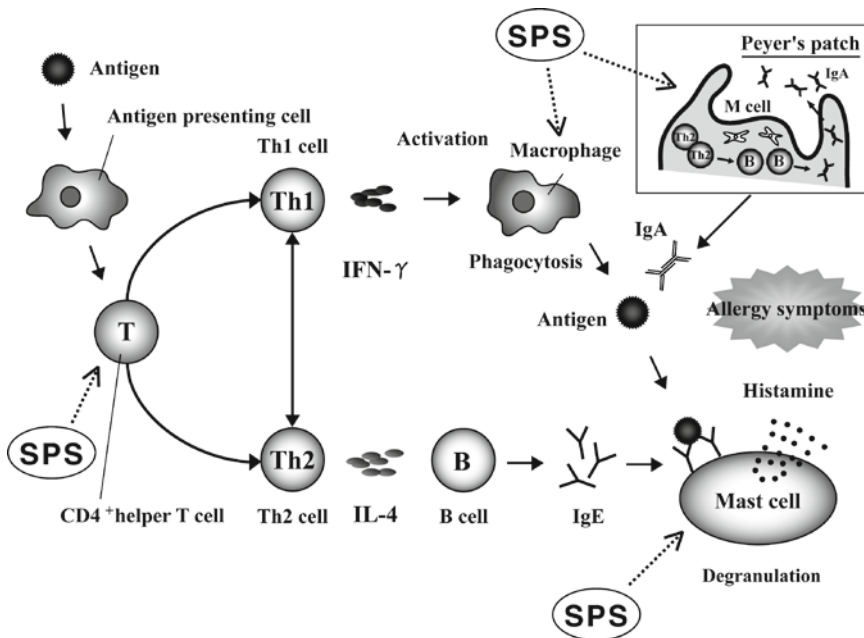 SPS
Peyer's patch
IgA
M cell
Th2
Th2
B
B
Antigen
Antigen presenting cell
Th1 cell
Activation
Macrophage
Th1
IFN-γ
Phagocytosis
IgA
T
Antigen
Allergy symptoms
SPS
Histamine
Th2
B
Mast cell
CD4 +helper T cell
Th2 cell
IL-4
B cell
IgE
Degranulation
SPS